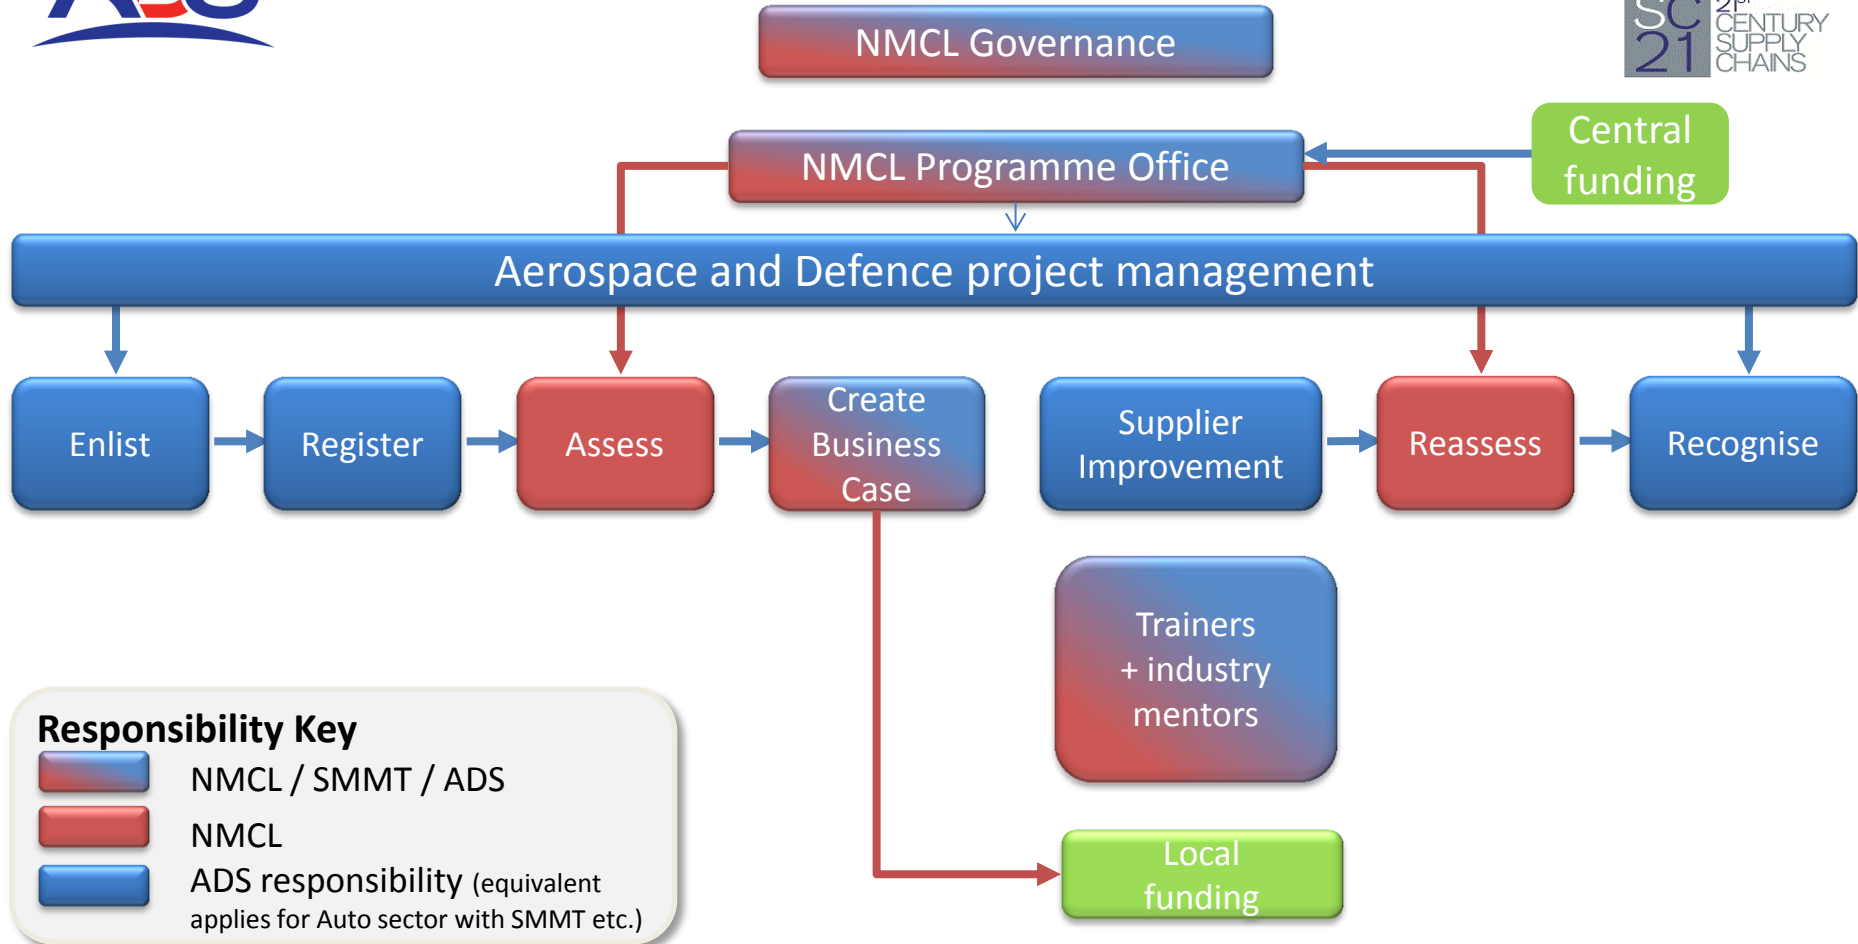 NMCL Governance
SC
21
21ST
CENTURY
SUPPLY
CHAINS
Central
funding
NMCL Programme Office
Aerospace and Defence project management
Enlist
Register
Assess
Create
Business
Case
Supplier
Improvement
Reassess
Recognise
Trainers
+ industry
mentors
Local
funding
Responsibility Key
NMCL / SMMT / ADS
NMCL
ADS responsibility (equivalent
applies for Auto sector with SMMT etc.)